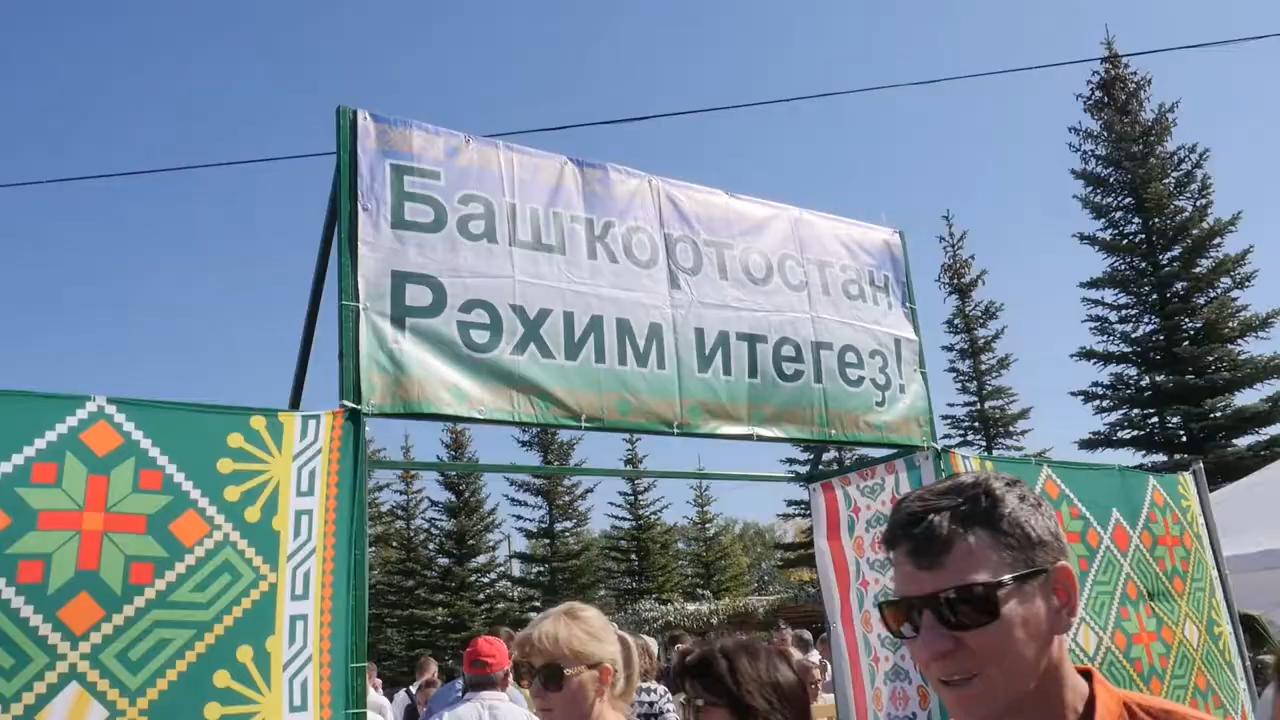 Башҡортостан
Рәхим итегеҙ!